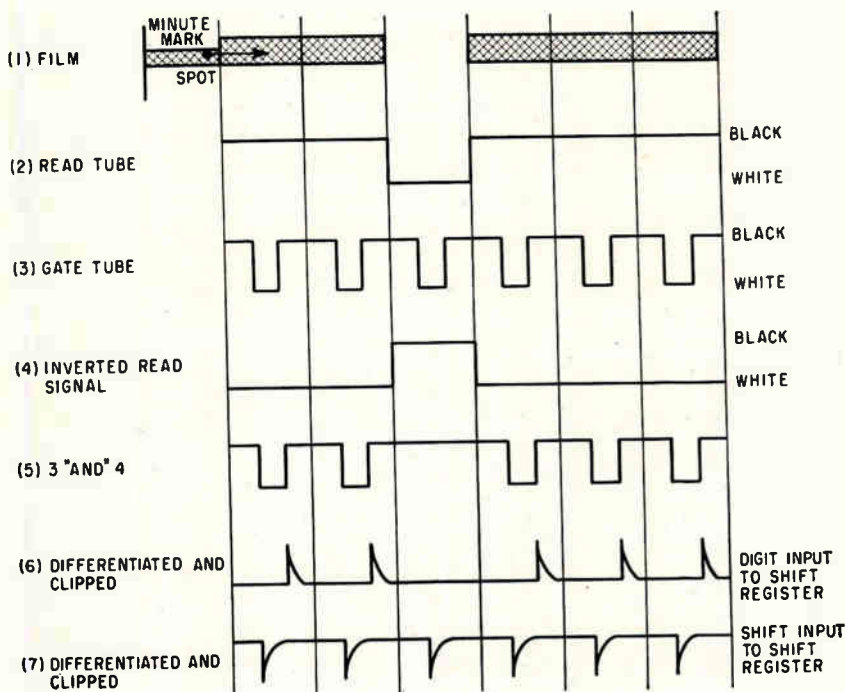 MINUTE
MARK
(1) FILM
SPOT
(2) READ TUBE
BLACK
WHITE
(3) GATE TUBE
BLACK
WHITE
(4) INVERTED READ
SIGNAL
BLACK
WHITE
(5) 3 "AND" 4
(6) DIFFERENTIATED AND
CLIPPED
DIGIT INPUT
TO SHIFT
REGISTER
(7) DIFFERENTIATED AND
CLIPPED
SHIFT INPUT
TO SHIFT
REGISTER